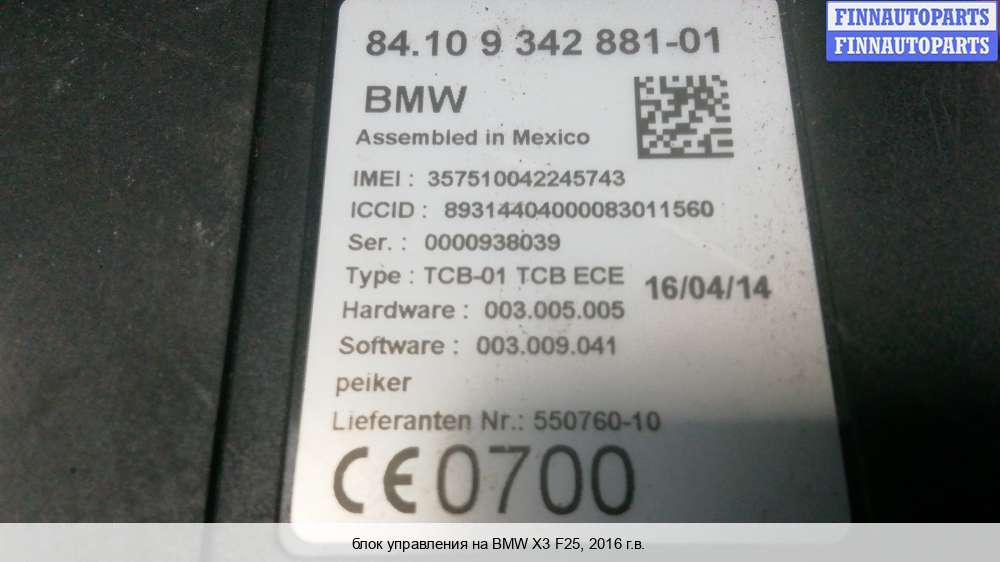 FINNAUTOPARTS
FINNAUTOPARTS
84.10 9 342 881-01
BMW
Assembled in Mexico
IMEI : 357510042245743
ICCID : 89314404000083011560
Ser. : 0000938039
Type : TCB-01 TCB ECE
16/04/14
Hardware : 003.005.005
Software : 003.009.041
peiker
Lieferanten Nr.: 550760-10
CE0700
блок управления на BMW X3 F25, 2016 г.в.